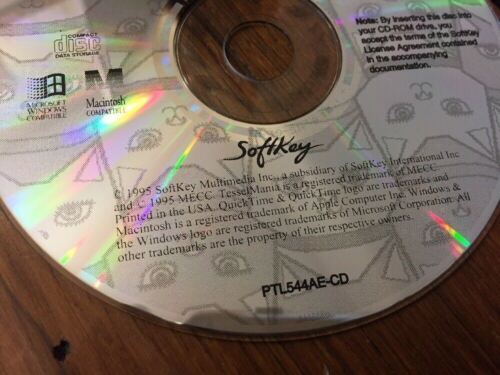 COMPACT
disc
DATA STORAGE
MICROSOFT
WINDOWS
COMPATIBLE
Macintosh
COMPATIBLE
Note: By inserting this disc into
your CD-ROM drive, you
accept the terms of the SoftKey
License Agreement contained
in the accompanying
documentation.
SoftKey
© 1995 SoftKey Multimedia Inc., a subsidiary of SoftKey International Inc
and © 1995 MECC. TesselMania is a registered trademark of MECC.
Printed in the USA. QuickTime & QuickTime logo are trademarks and
Macintosh is a registered trademark of Apple Computer Inc. Windows &
the Windows logo are registered trademarks of Microsoft Corporation. All
other trademarks are the property of their respective owners.
PTL544AE-CD